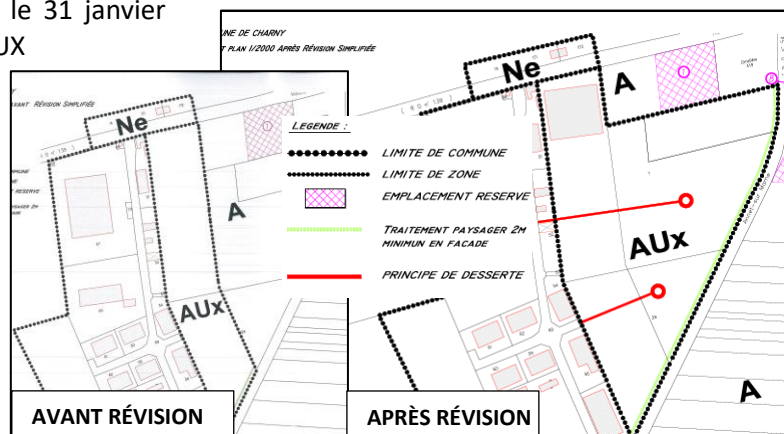 le 31 janvier
UX
UNE DE CHARNY
T PLAN 1/2000 APRÈS RÉVISION SIMPLIFIÉE
AVANT RÉVISION SIMPLIFIÉE
Ne
AUx
A
AVANT RÉVISION
LEGENDE :
LIMITE DE COMMUNE
LIMITE DE ZONE
EMPLACEMENT RESERVE
TRAITEMENT PAYSAGER 2M
MINIMUN EN FACADE
PRINCIPE DE DESSERTE
Ne
A
AUx
A
APRÈS RÉVISION